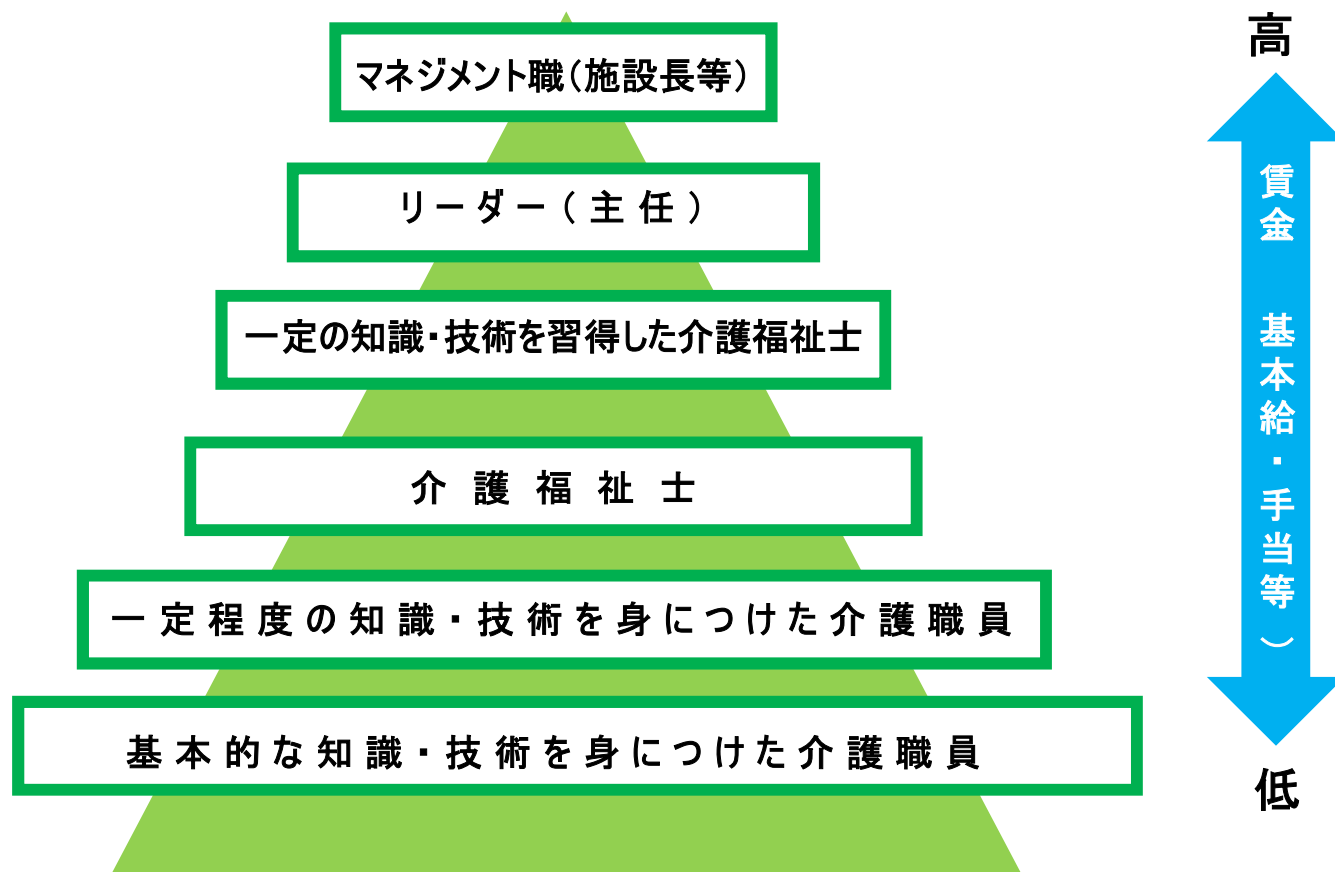 マネジメント職(施設長等)
リーダー(主任)
一定の知識・技術を習得した介護福祉士
介護福祉士
一定程度の知識・技術を身につけた介護職員
基本的な知識・技術を身につけた介護職員
高
賃金 基本給・手当等)
低